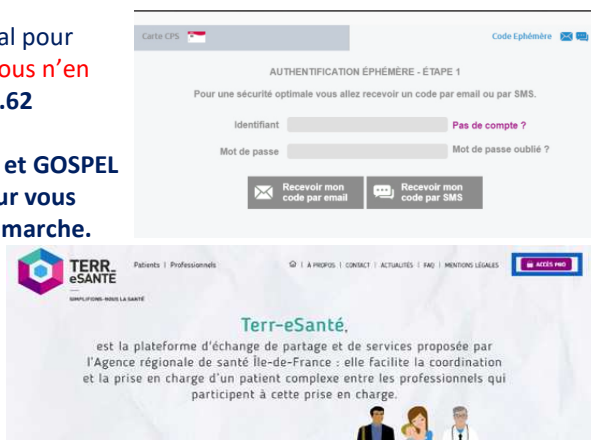 al pour
ous n’en
.62
et GOSPEL
ur vous
marche.
Carte CPS
Code Ephémère
AUTHENTIFICATION ÉPHÉMÈRE - ÉTAPE 1
Pour une sécurité optimale vous allez recevoir un code par email ou par SMS.
Identifiant
Pas de compte ?
Mot de passe
Mot de passe oublié ?
Recevoir mon
code par email
Recevoir mon
code par SMS
TERR_
eSANTÉ
SIMPLIFIONS-NOUS LA SANTÉ
Patients | Professionnels
| A PROPOS | CONTACT | ACTUALITÉS | FAQ | MENTIONS LÉGALES
ACCÈS PRO
Terr-eSanté,
est la plateforme d'échange de partage et de services proposée par
l'Agence régionale de santé Île-de-France : elle facilite la coordination
et la prise en charge d'un patient complexe entre les professionnels qui
participent à cette prise en charge.